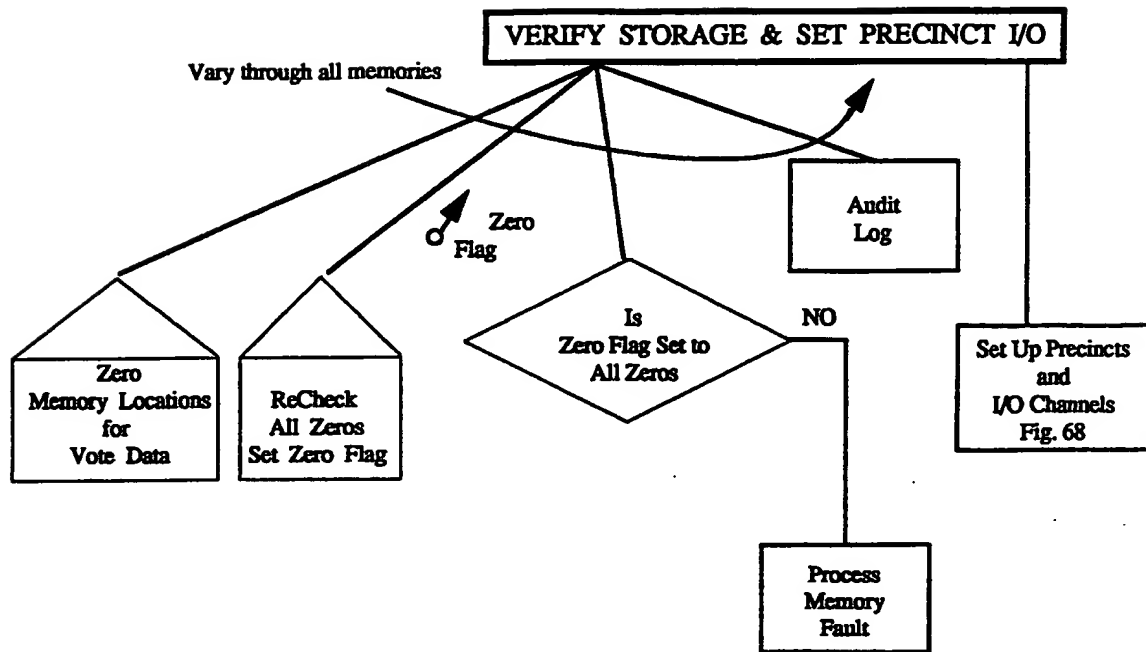 VERIFY STORAGE & SET PRECINCT I/O
Vary through all memories
Audit
Log
Zero
Flag
Is
Zero Flag Set to
All Zeros
NO
Set Up Precincts
and
I/O Channels
Fig. 68
Zero
Memory Locations
for
Vote Data
ReCheck
All Zeros
Set Zero Flag
Process
Memory
Fault